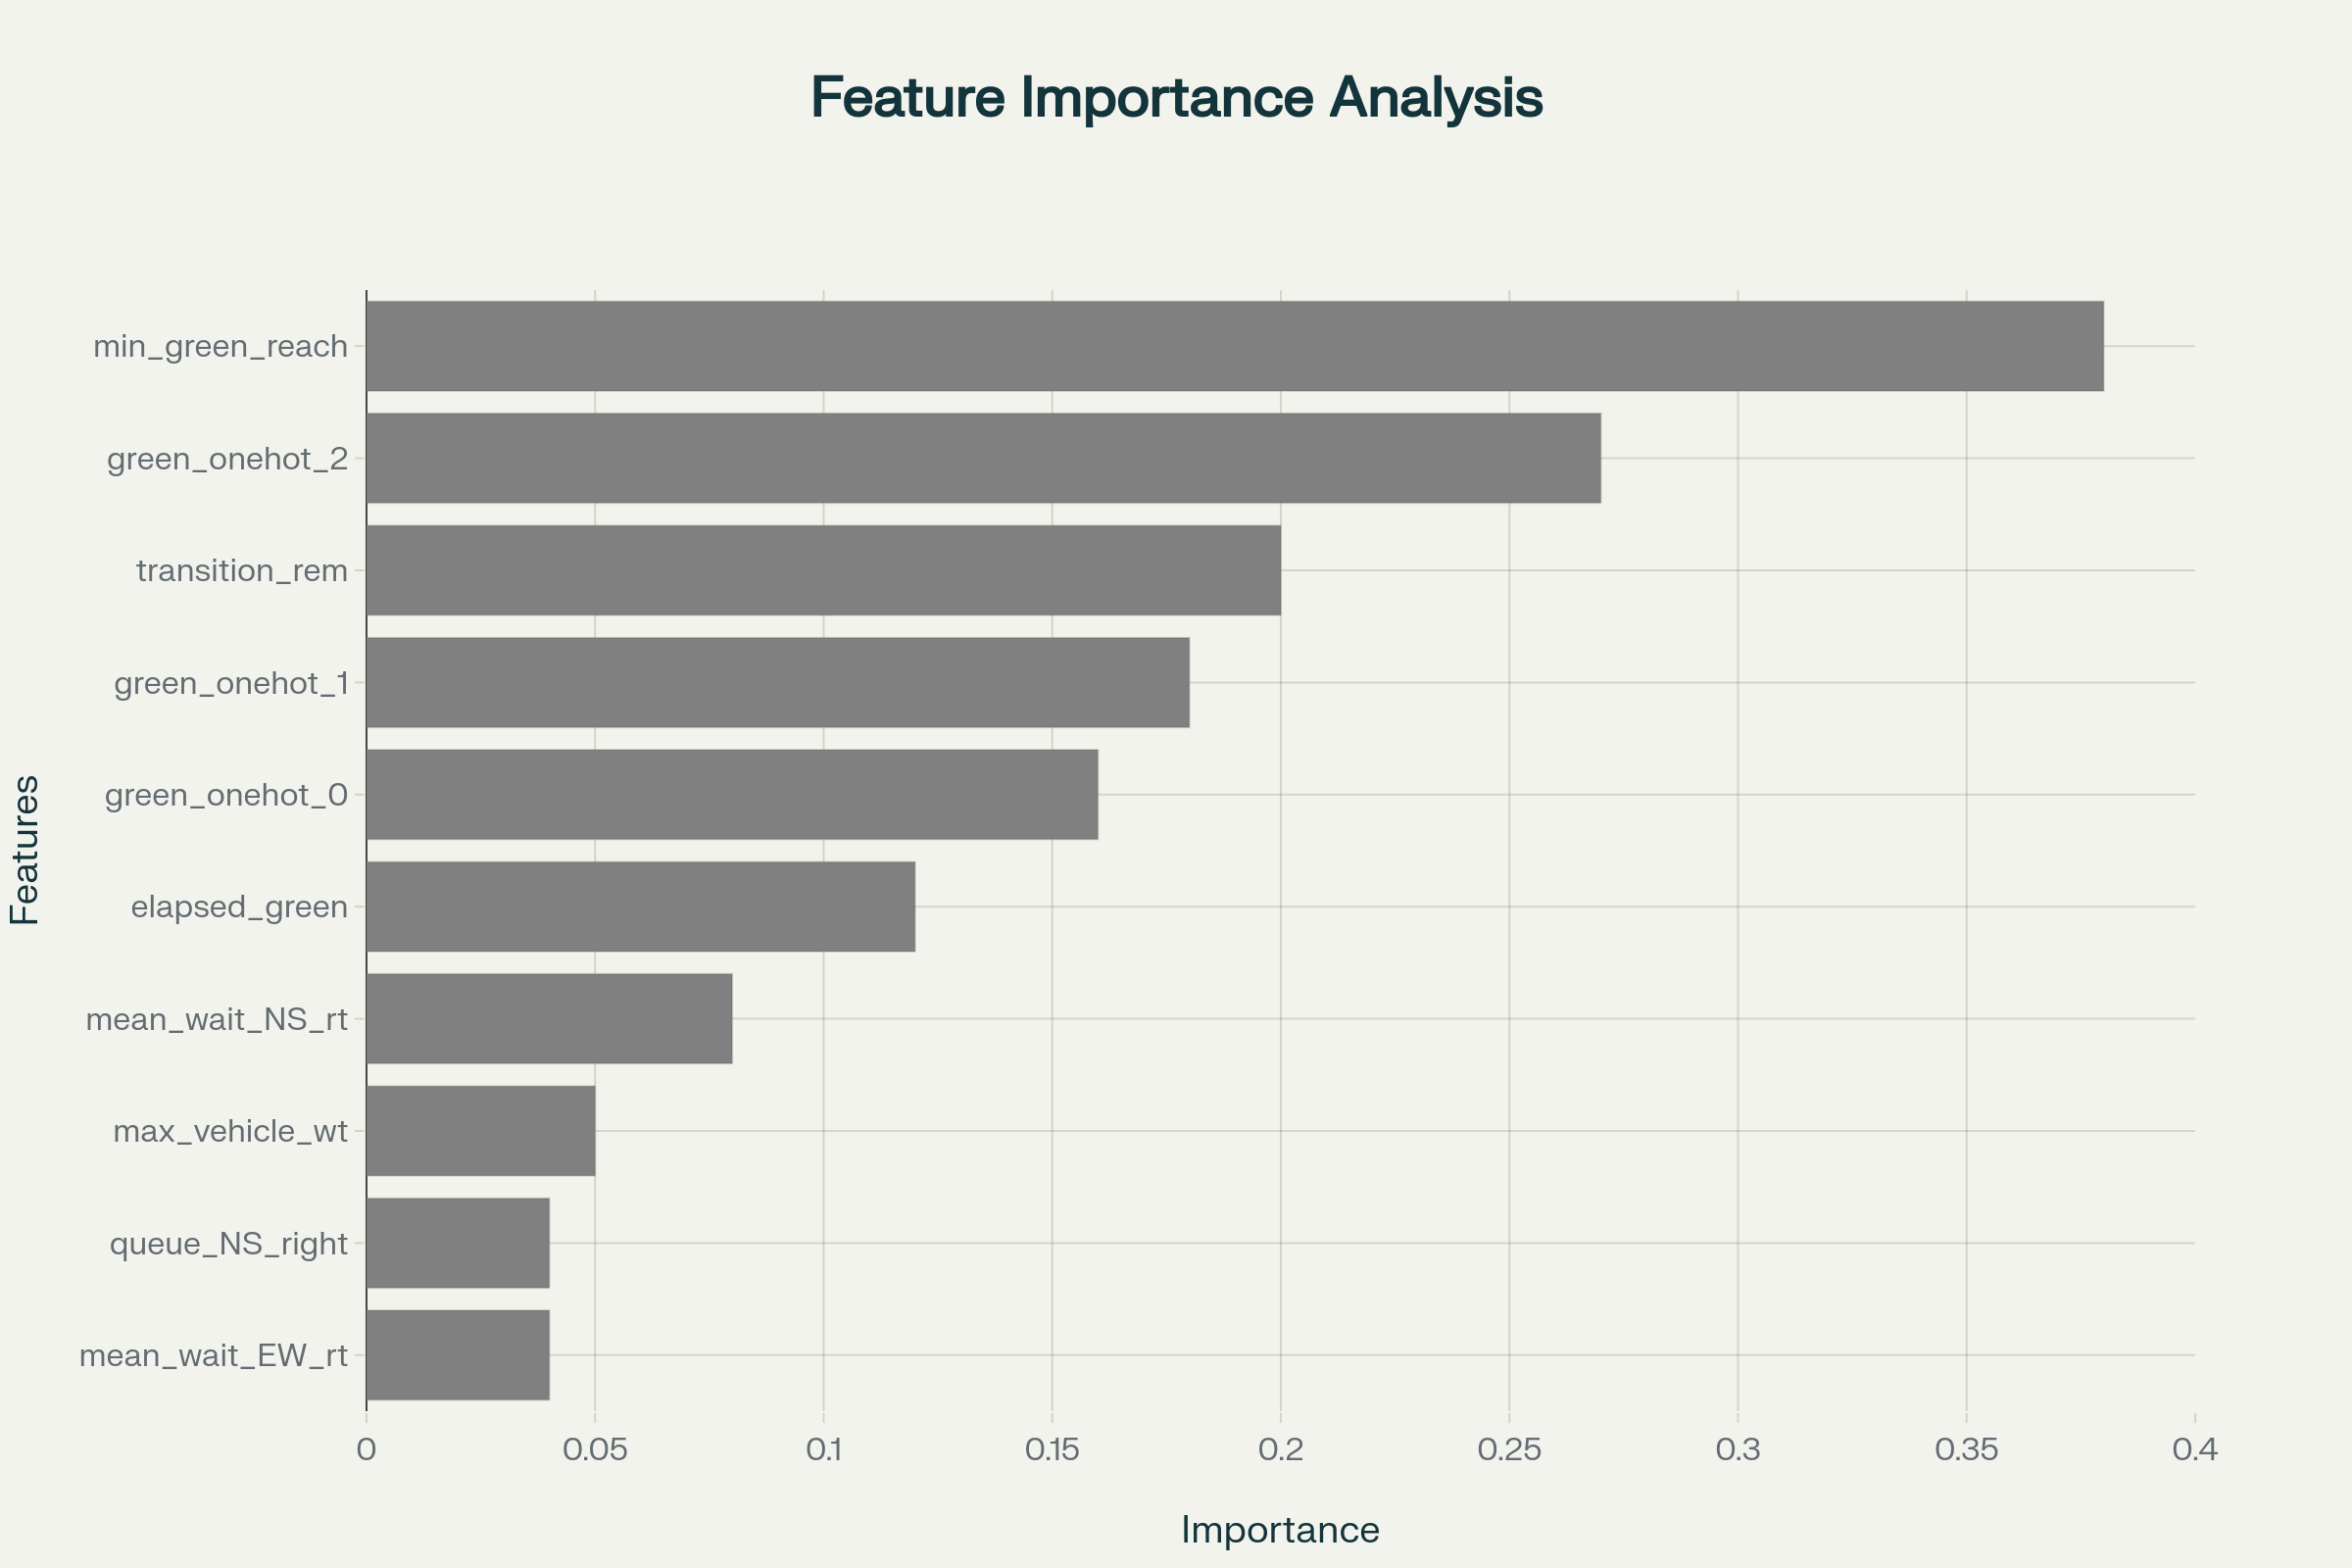 Feature Importance Analysis
Features
min_green_reach
green_onehot_2
transition_rem
green_onehot_1
green_onehot_0
elapsed_green
mean_wait_NS_rt
max_vehicle_wt
queue_NS_right
mean_wait_EW_rt
0 0.05 0.1 0.15 0.2 0.25 0.3 0.35 0.4
Importance